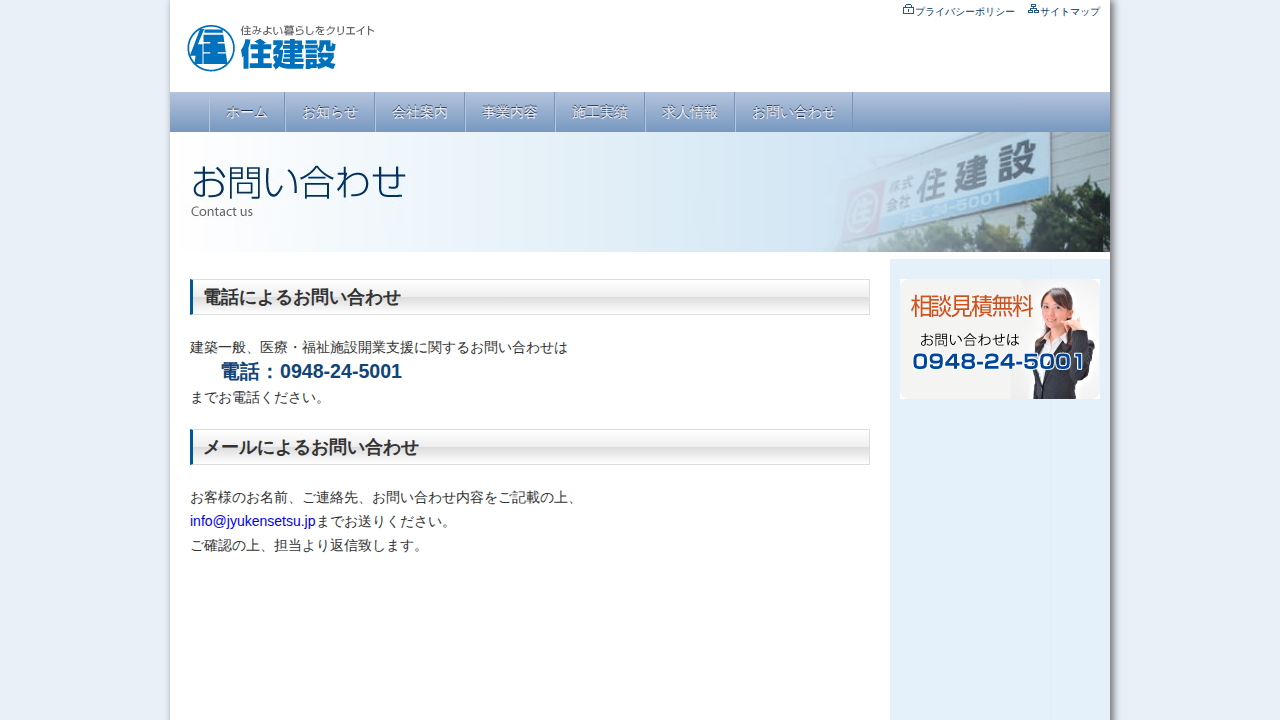 プライバシーポリシー サイトマップ
住みよい暮らしをクリエイト
住 住建設
ホーム お知らせ 会社案内 事業内容 施工実績 求人情報 お問い合わせ
お問い合わせ
Contact us
株式会社 住建設
住 TEL 24-5001
電話によるお問い合わせ
建築一般、医療・福祉施設開業支援に関するお問い合わせは
電話：0948-24-5001
までお電話ください。
メールによるお問い合わせ
お客様のお名前、ご連絡先、お問い合わせ内容をご記載の上、
info@jyukensetsu.jpまでお送りください。
ご確認の上、担当より返信致します。
相談見積無料
お問い合わせは
0948-24-5001